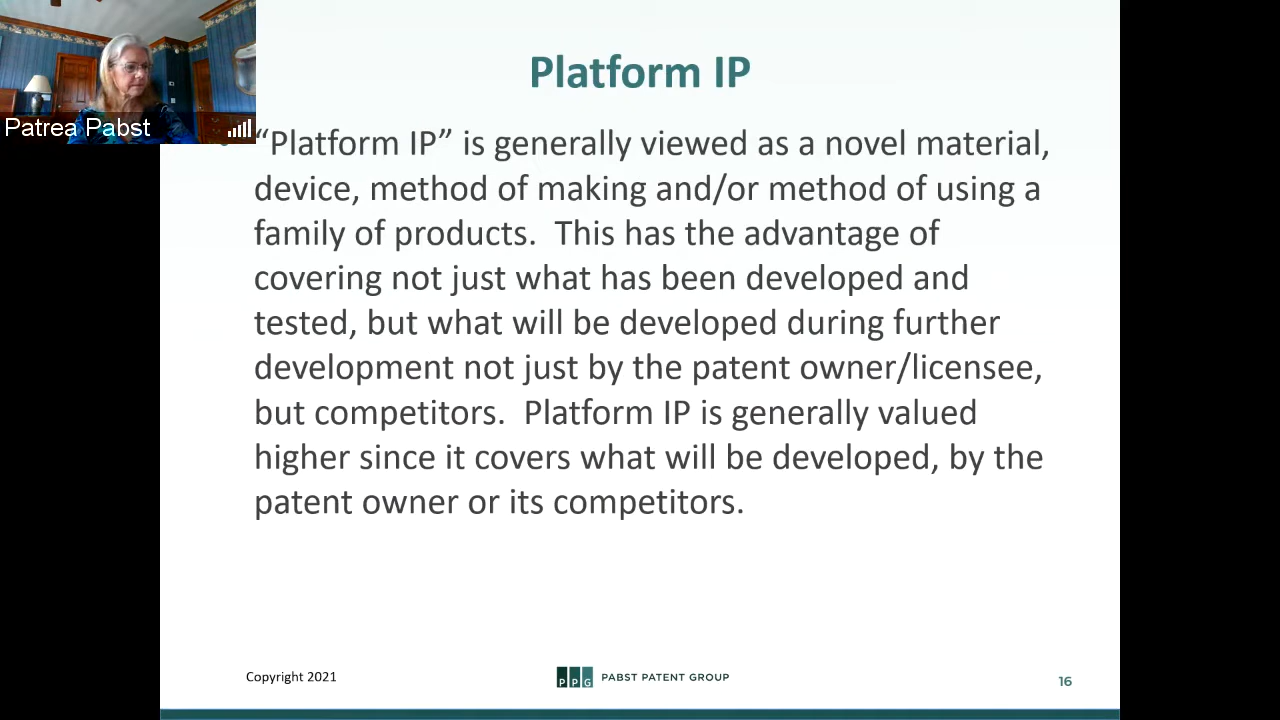 Platform IP
Patrea Pabst
“Platform IP” is generally viewed as a novel material,
device, method of making and/or method of using a
family of products.  This has the advantage of
covering not just what has been developed and
tested, but what will be developed during further
development not just by the patent owner/licensee,
but competitors.  Platform IP is generally valued
higher since it covers what will be developed, by the
patent owner or its competitors.
Copyright 2021
PPG PABST PATENT GROUP
16